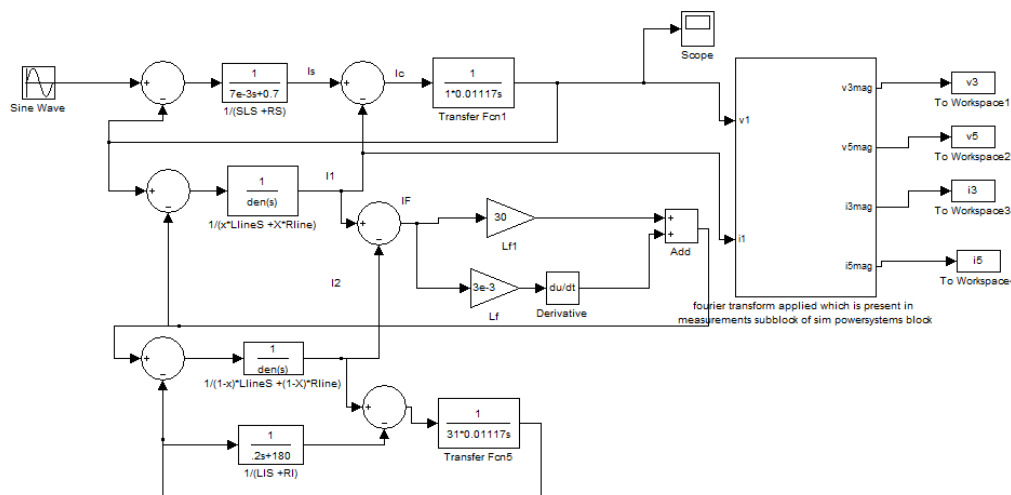 Scope
1
7e-3s+0.7
1/(SLS +RS)
Is
Ic
1
1*0.01117s
Transfer Fcn1
Sine Wave
v1
i1
v3mag
v5mag
i3mag
i5mag
v3
To Workspace1
v5
To Workspace2
i3
To Workspace3
i5
To Workspace4
fourier transform applied which is present in
measurements subblock of sim powersystems block
1
den(s)
1/(x*LlineS +X*Rline)
I1
IF
I2
30
Lf1
3e-3
Lf
du/dt
Derivative
Add
1
den(s)
1/(1-x)*LlineS +(1-X)*Rline)
1
.2s+180
1/(LIS +RI)
1
31*0.01117s
Transfer Fcn5